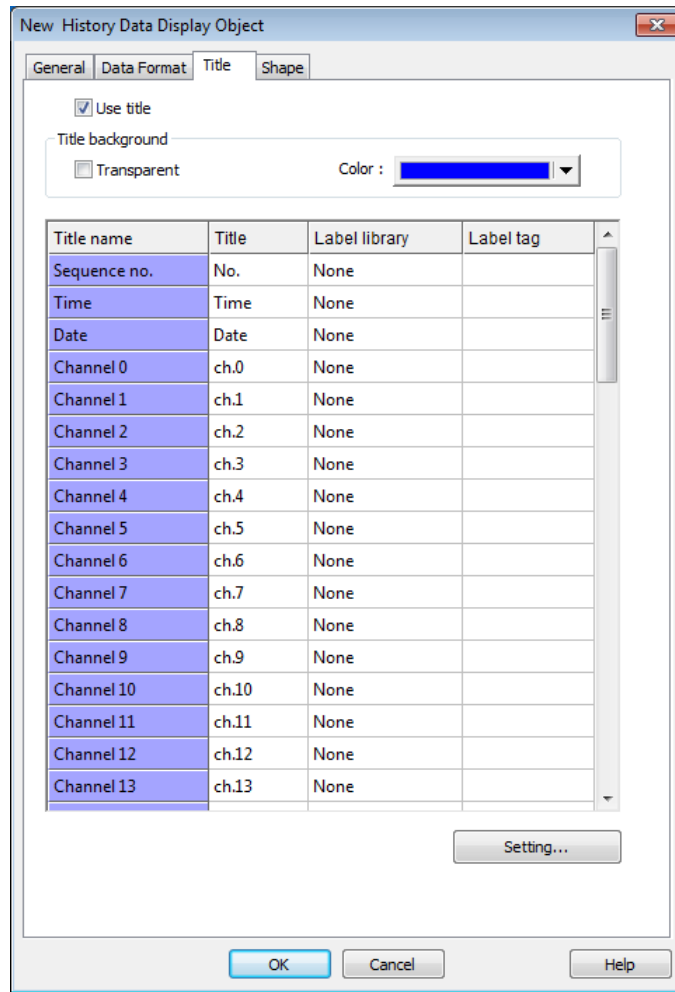 New History Data Display Object
General Data Format Title Shape
Use title
Title background
Transparent Color :
Title name Title Label library Label tag
Sequence no. No. None
Time Time None
Date Date None
Channel 0 ch.0 None
Channel 1 ch.1 None
Channel 2 ch.2 None
Channel 3 ch.3 None
Channel 4 ch.4 None
Channel 5 ch.5 None
Channel 6 ch.6 None
Channel 7 ch.7 None
Channel 8 ch.8 None
Channel 9 ch.9 None
Channel 10 ch.10 None
Channel 11 ch.11 None
Channel 12 ch.12 None
Channel 13 ch.13 None
Setting...
OK Cancel Help